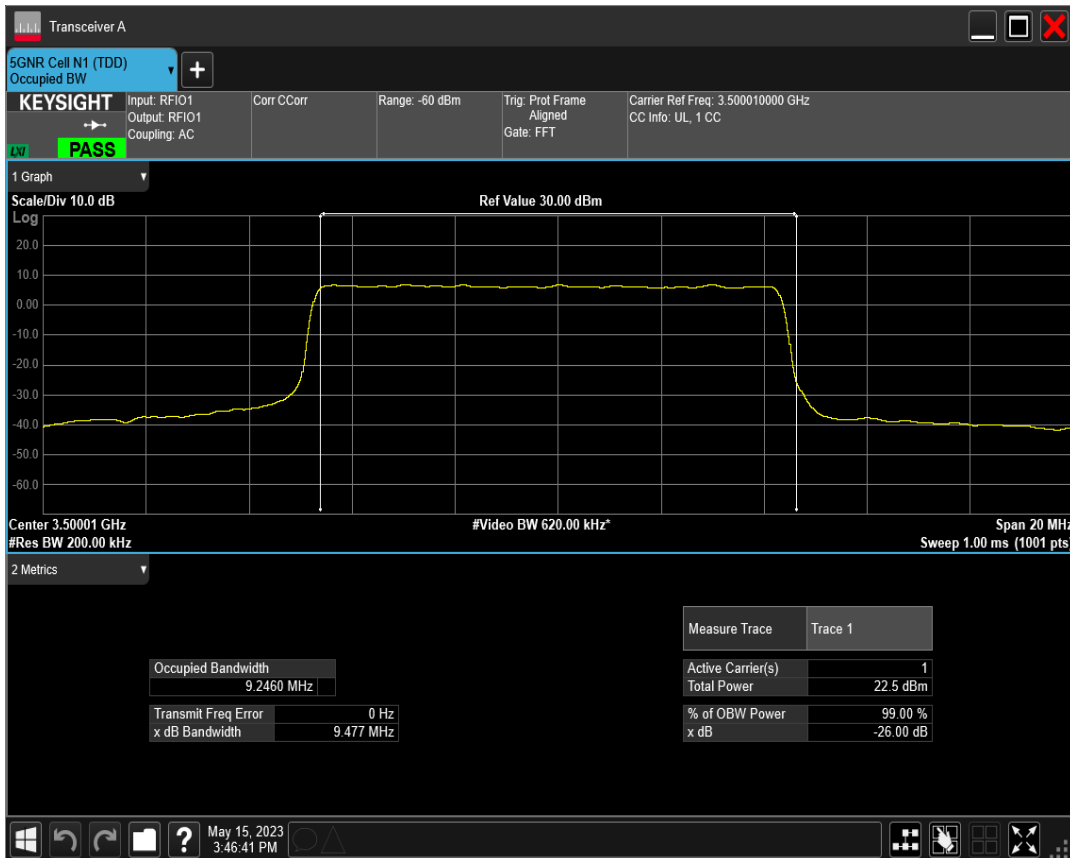 Transceiver A
5GNR Cell N1 (TDD)
Occupied BW
+
KEYSIGHT
LXI
PASS
Input: RFIO1
Output: RFIO1
Coupling: AC
Corr CCorr
Range: -60 dBm
Trig: Prot Frame
Aligned
Gate: FFT
Carrier Ref Freq: 3.500010000 GHz
CC Info: UL, 1 CC
1 Graph
Scale/Div 10.0 dB
Ref Value 30.00 dBm
Log
20.0
10.0
0.00
-10.0
-20.0
-30.0
-40.0
-50.0
-60.0
Center 3.50001 GHz
#Video BW 620.00 kHz*
Span 20 MHz
#Res BW 200.00 kHz
Sweep 1.00 ms (1001 pts)
2 Metrics
Measure Trace Trace 1
Occupied Bandwidth
9.2460 MHz
Active Carrier(s) 1
Total Power 22.5 dBm
Transmit Freq Error 0 Hz
x dB Bandwidth 9.477 MHz
% of OBW Power 99.00 %
x dB -26.00 dB
?
May 15, 2023
3:46:41 PM